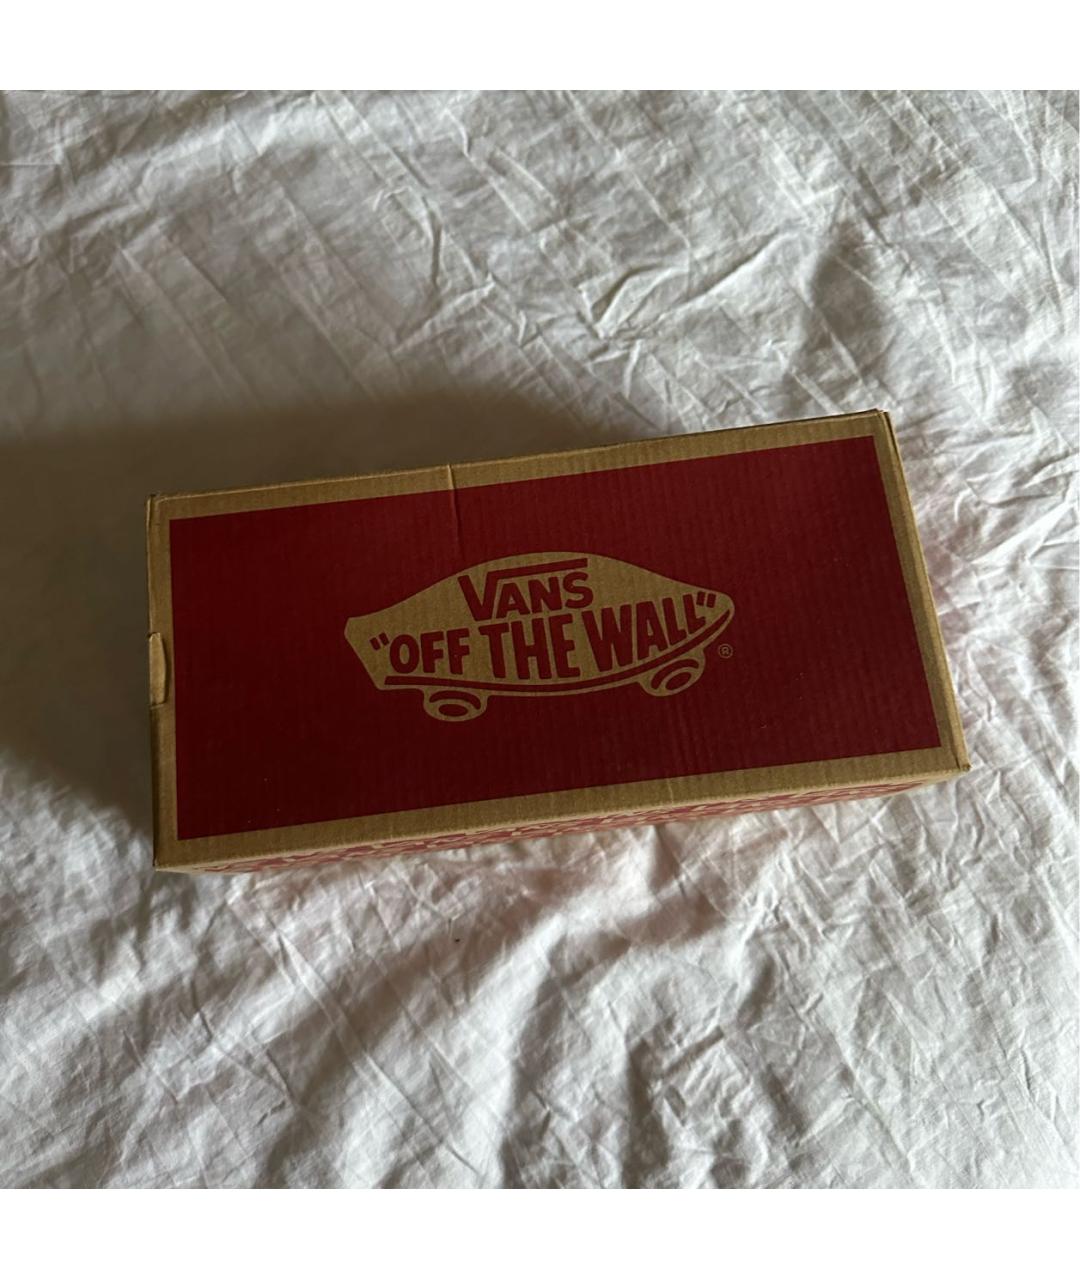 VANS
"OFF THE WALL"
®